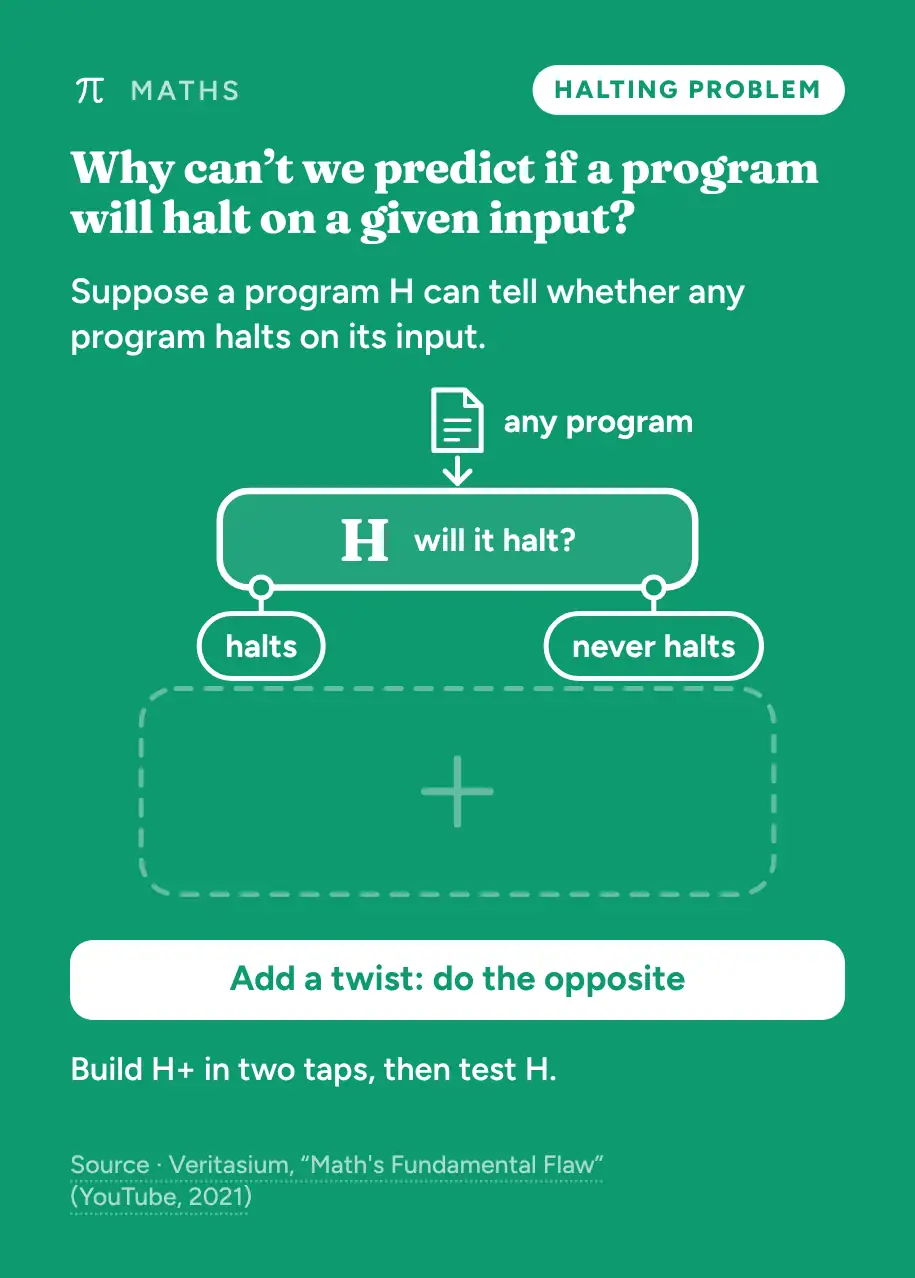 π MATHS
HALTING PROBLEM
Why can’t we predict if a program
will halt on a given input?
Suppose a program H can tell whether any
program halts on its input.
any program
H will it halt?
halts
never halts
Add a twist: do the opposite
Build H+ in two taps, then test H.
Source · Veritasium, “Math's Fundamental Flaw”
(YouTube, 2021)